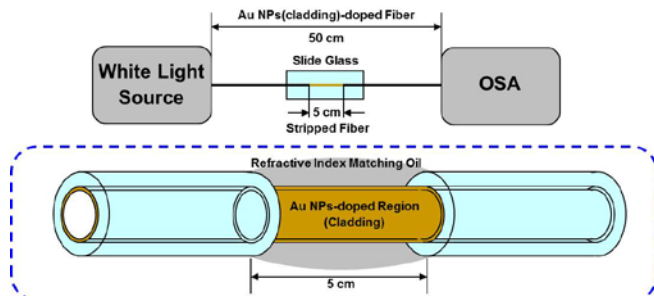 Au NPs(cladding)-doped Fiber
50 cm
White Light
Source
Slide Glass
OSA
5 cm
Stripped Fiber
Refractive Index Matching Oil
Au NPs-doped Region
(Cladding)
5 cm